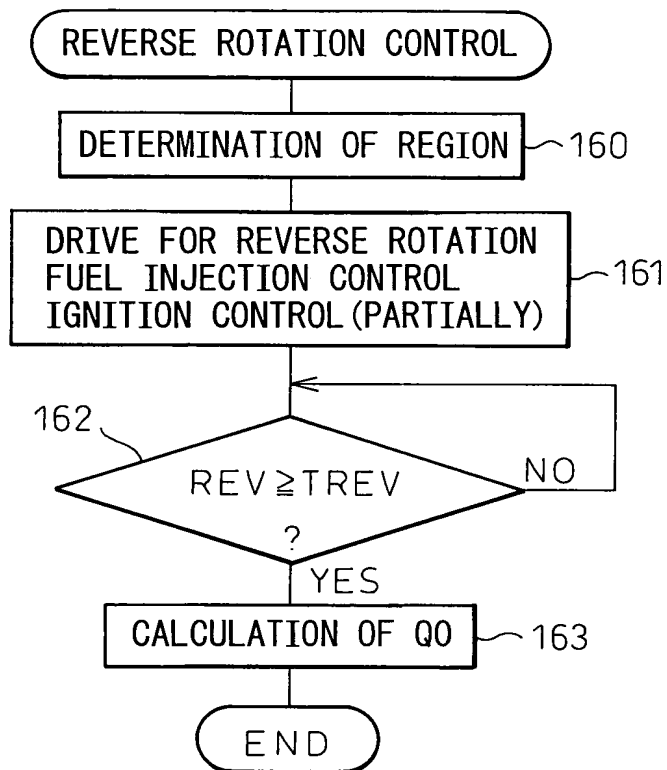 REVERSE ROTATION CONTROL
DETERMINATION OF REGION
160
DRIVE FOR REVERSE ROTATION
FUEL INJECTION CONTROL
IGNITION CONTROL(PARTIALLY)
161
162
REV≧TREV
?
NO
YES
CALCULATION OF QO
163
END